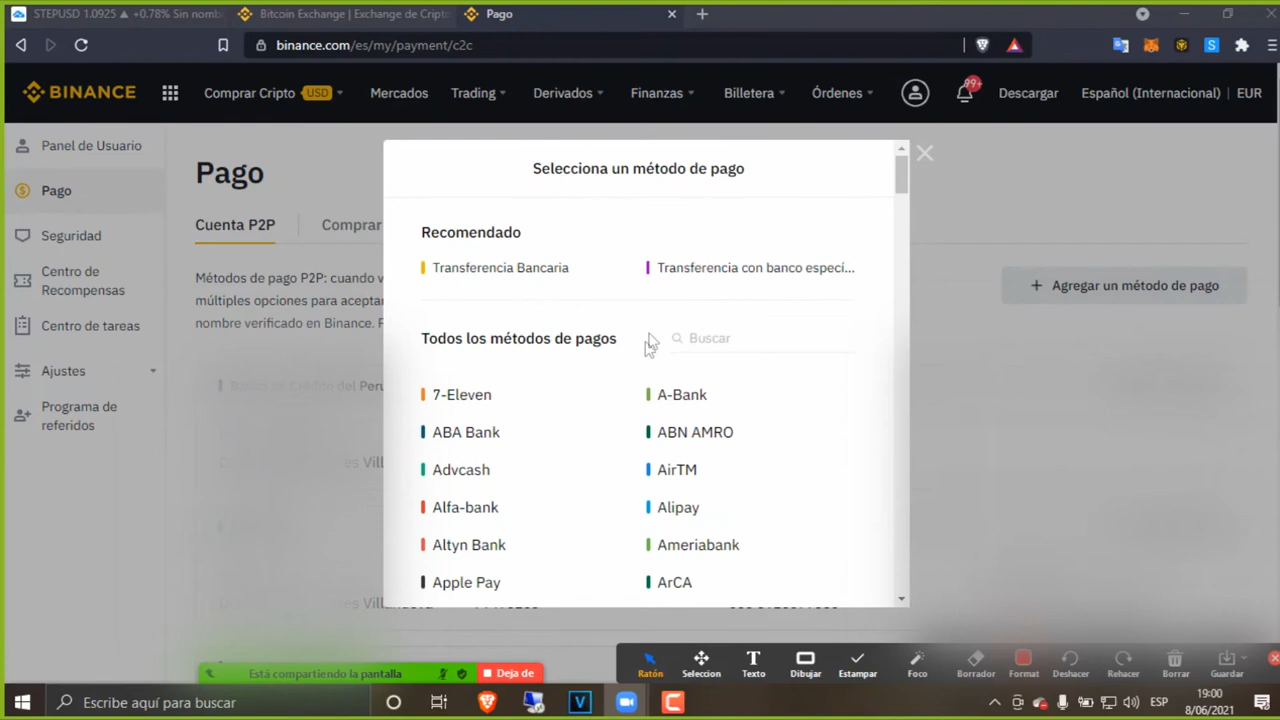 STEPUSD 1.0925 ▲ +0.78% Sin nomb
Bitcoin Exchange | Exchange de Cripto
Pago
binance.com/es/my/payment/c2c
BINANCE
Comprar Cripto USD
Mercados
Trading
Derivados
Finanzas
Billetera
Órdenes
99+
Descargar
Español (Internacional)
EUR
Panel de Usuario
Pago
Seguridad
Centro de
Recompensas
Centro de tareas
Ajustes
Programa de
referidos
Pago
Cuenta P2P
Comprar
Métodos de pago P2P: cuando v
múltiples opciones para aceptar
nombre verificado en Binance.
+ Agregar un método de pago
Banco de Crédito del Perú
Selecciona un método de pago
Recomendado
Transferencia Bancaria
Transferencia con banco especí...
Todos los métodos de pagos
Buscar
7-Eleven
A-Bank
ABA Bank
ABN AMRO
Advcash
AirTM
Alfa-bank
Alipay
Altyn Bank
Ameriabank
Apple Pay
ArCA
Está compartiendo la pantalla
Deja de
Ratón
Seleccion
Texto
Dibujar
Estampar
Foco
Borrador
Format
Deshacer
Rehacer
Borrar
Guardar
Escribe aquí para buscar
ESP
19:00
8/06/2021